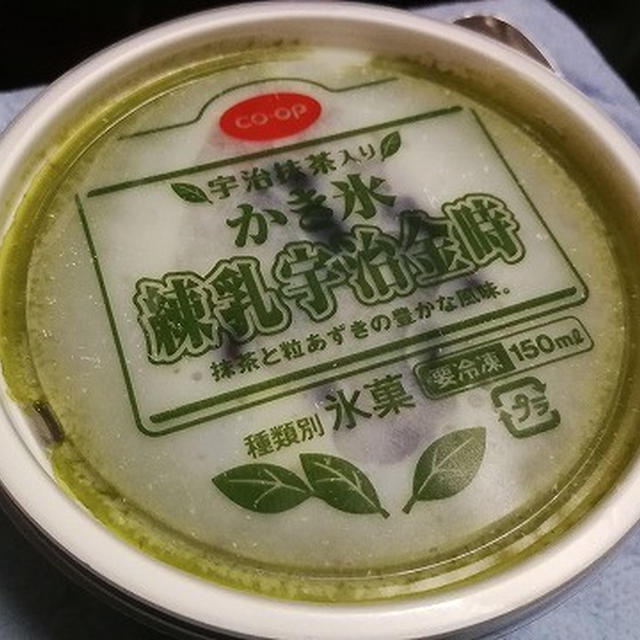 co·op
宇治抹茶入り
かき氷
練乳宇治金時
抹茶と粒あずきの豊かな風味。
要冷凍 150mℓ
種類別 氷菓
プラ